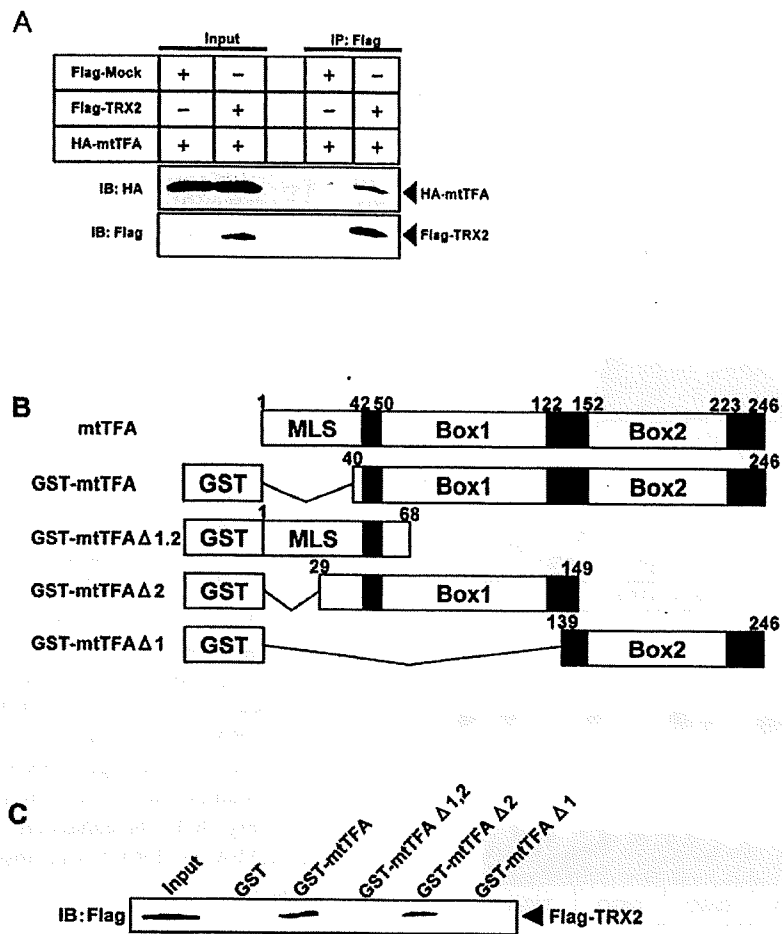 A
Input IP: Flag
Flag-Mock + − + −
Flag-TRX2 − + − +
HA-mtTFA + + + +
IB: HA HA-mtTFA
IB: Flag Flag-TRX2
B
1 42 50 122 152 223 246
mtTFA MLS Box1 Box2
40 246
GST-mtTFA GST Box1 Box2
1 68
GST-mtTFAΔ1.2 GST MLS
29 149
GST-mtTFAΔ2 GST Box1
139 246
GST-mtTFAΔ1 GST Box2
C
Input GST GST-mtTFA GST-mtTFA Δ1,2 GST-mtTFA Δ2 GST-mtTFA Δ1
IB: Flag Flag-TRX2